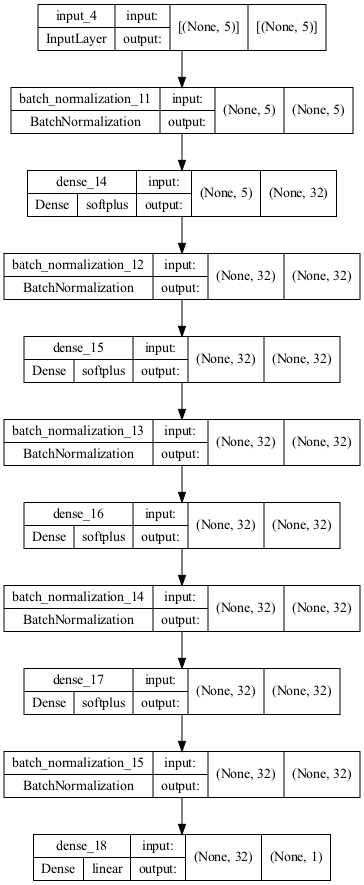 input_4 input: [(None, 5)] [(None, 5)]
InputLayer output:
batch_normalization_11 input: (None, 5) (None, 5)
BatchNormalization output:
dense_14 input: (None, 5) (None, 32)
Dense softplus output:
batch_normalization_12 input: (None, 32) (None, 32)
BatchNormalization output:
dense_15 input: (None, 32) (None, 32)
Dense softplus output:
batch_normalization_13 input: (None, 32) (None, 32)
BatchNormalization output:
dense_16 input: (None, 32) (None, 32)
Dense softplus output:
batch_normalization_14 input: (None, 32) (None, 32)
BatchNormalization output:
dense_17 input: (None, 32) (None, 32)
Dense softplus output:
batch_normalization_15 input: (None, 32) (None, 32)
BatchNormalization output:
dense_18 input: (None, 32) (None, 1)
Dense linear output: